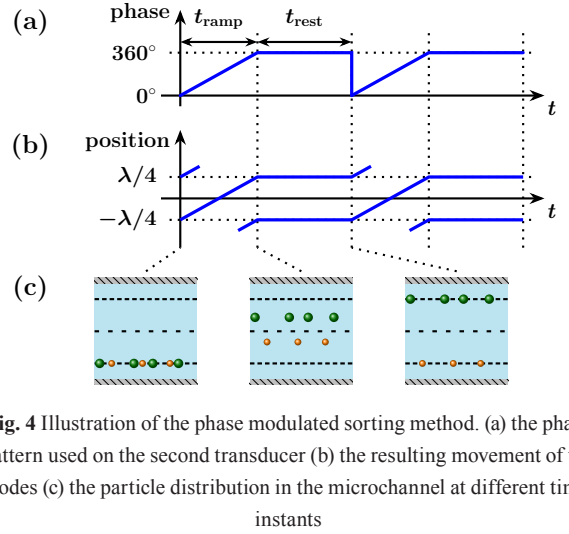 (a)
phase
t_ramp
t_rest
360°
0°
t
(b)
position
λ/4
−λ/4
t
(c)
ig. 4 Illustration of the phase modulated sorting method. (a) the pha
attern used on the second transducer (b) the resulting movement of
odes (c) the particle distribution in the microchannel at different tin
instants